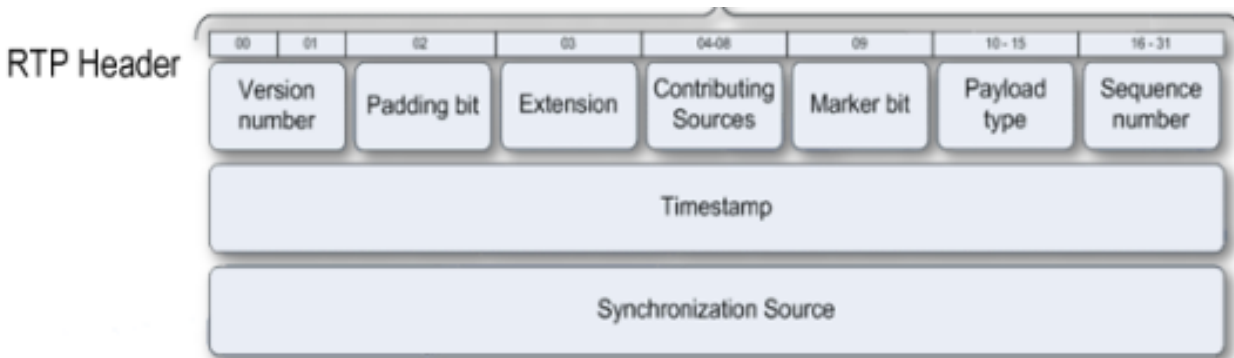 RTP Header
00 01 02 03 04-08 09 10 - 15 16 - 31
Version number
Padding bit
Extension
Contributing Sources
Marker bit
Payload type
Sequence number
Timestamp
Synchronization Source